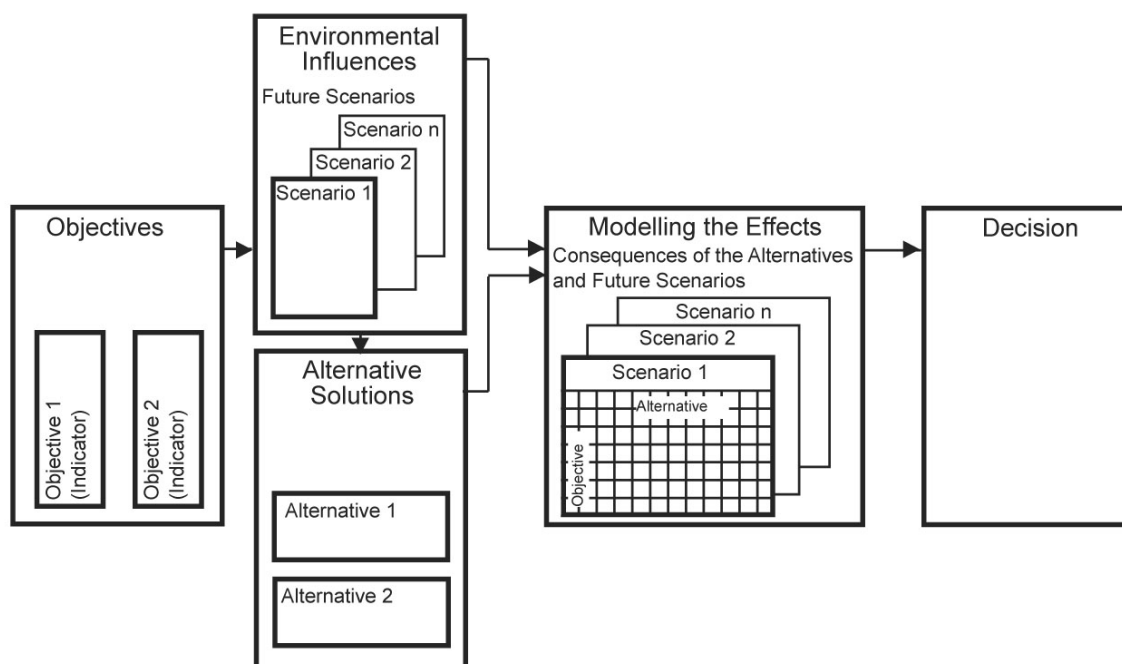 Objectives
Objective 1
(Indicator)
Objective 2
(Indicator)
Environmental
Influences
Future Scenarios
Scenario n
Scenario 2
Scenario 1
Alternative
Solutions
Alternative 1
Alternative 2
Modelling the Effects
Consequences of the Alternatives
and Future Scenarios
Scenario n
Scenario 2
Scenario 1
Alternative
Objective
Decision